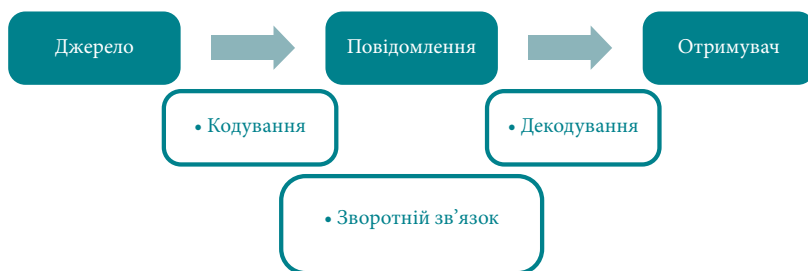 Джерело
Повідомлення
Отримувач
• Кодування
• Декодування
• Зворотній зв’язок